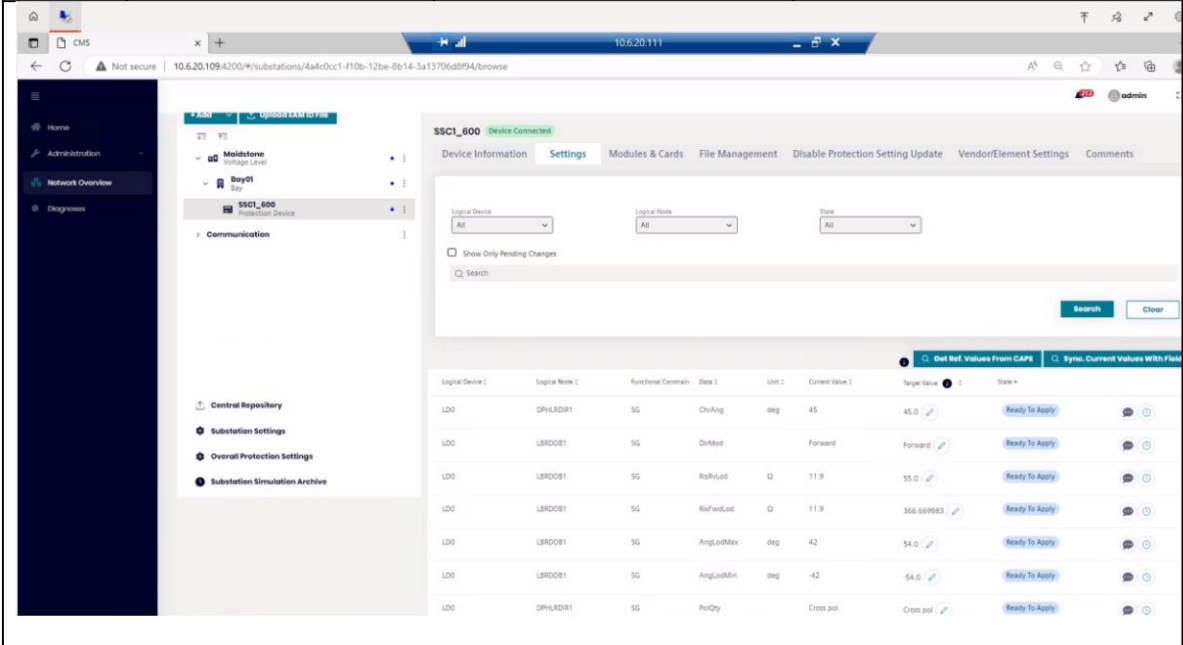 CMS
10.6.20.111
Not secure | 10.6.20.109:4200/#/substations/4a4c0cc1-f10b-12be-8b14-3a13706d8f94/browse
212 admin
Home
Administration
Network Overview
Diagnoses
+ Add Upload EAM ID File
Maidstone
Voltage Level
Bay01
Bay
SSC1_600
Protection Device
Communication
Central Repository
Substation Settings
Overall Protection Settings
Substation Simulation Archive
SSC1_600 Device Connected
Device Information Settings Modules & Cards File Management Disable Protection Setting Update Vendor/Element Settings Comments
Logical Device Logical Node State
All All All
Show Only Pending Changes
Search
Search Clear
Get Ref. Values From CAPE Sync. Current Values With Field
Logical Device Logical Node Functional Constrain Data Unit Current Value Target Value State
LD0 DPHLRDIR1 SG ChrAng deg 45 45.0 Ready To Apply
LD0 LBRDOB1 SG DirMod Forward Forward Ready To Apply
LD0 LBRDOB1 SG RisRvLod Ω 11.9 55.0 Ready To Apply
LD0 LBRDOB1 SG RisFwdLod Ω 11.9 366.669983 Ready To Apply
LD0 LBRDOB1 SG AngLodMax deg 42 54.0 Ready To Apply
LD0 LBRDOB1 SG AngLodMin deg -42 -54.0 Ready To Apply
LD0 DPHLRDIR1 SG PolQty Cross pol Cross pol Ready To Apply